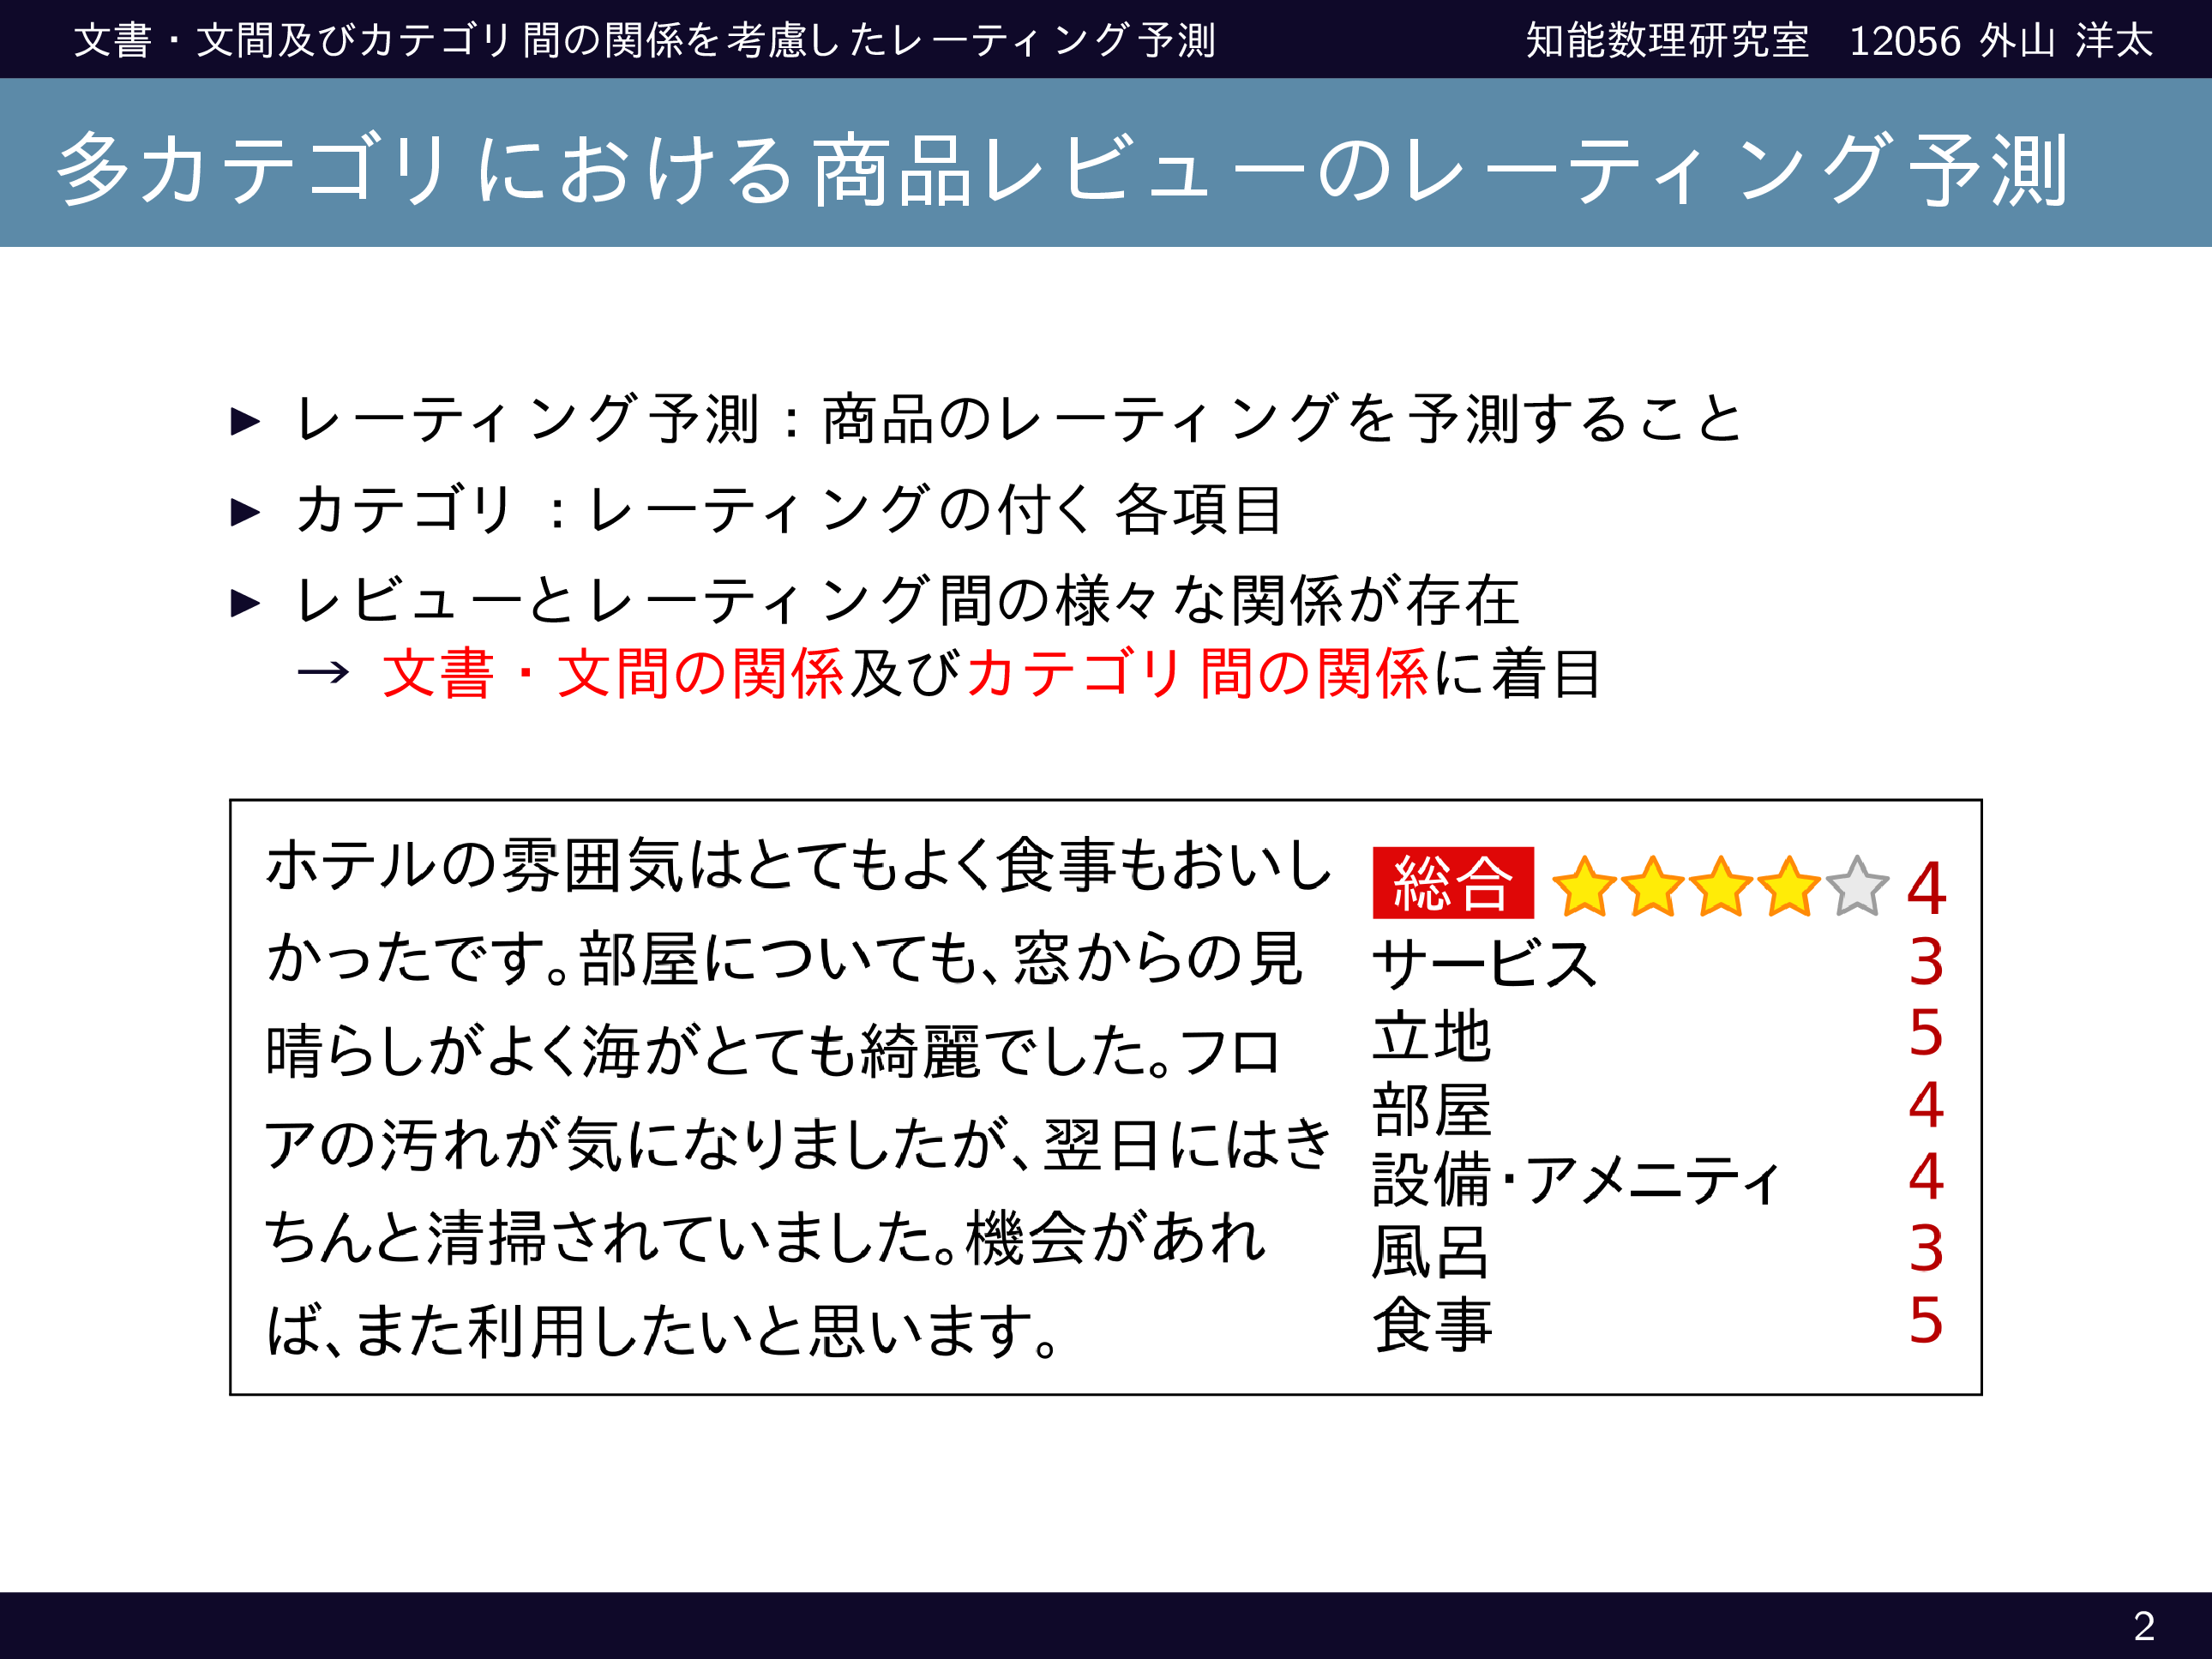 文書・文間及びカテゴリ間の関係を考慮したレーティング予測 知能数理研究室 12056 外山 洋太
多カテゴリにおける商品レビューのレーティング予測
▶ レーティング予測：商品のレーティングを予測すること
▶ カテゴリ：レーティングの付く各項目
▶ レビューとレーティング間の様々な関係が存在
→ 文書・文間の関係及びカテゴリ間の関係に着目
ホテルの雰囲気はとてもよく食事もおいし
かったです。部屋についても、窓からの見
晴らしがよく海がとても綺麗でした。フロ
アの汚れが気になりましたが、翌日にはき
ちんと清掃されていました。機会があれ
ば、また利用したいと思います。
総合 4
サービス 3
立地 5
部屋 4
設備・アメニティ 4
風呂 3
食事 5
2